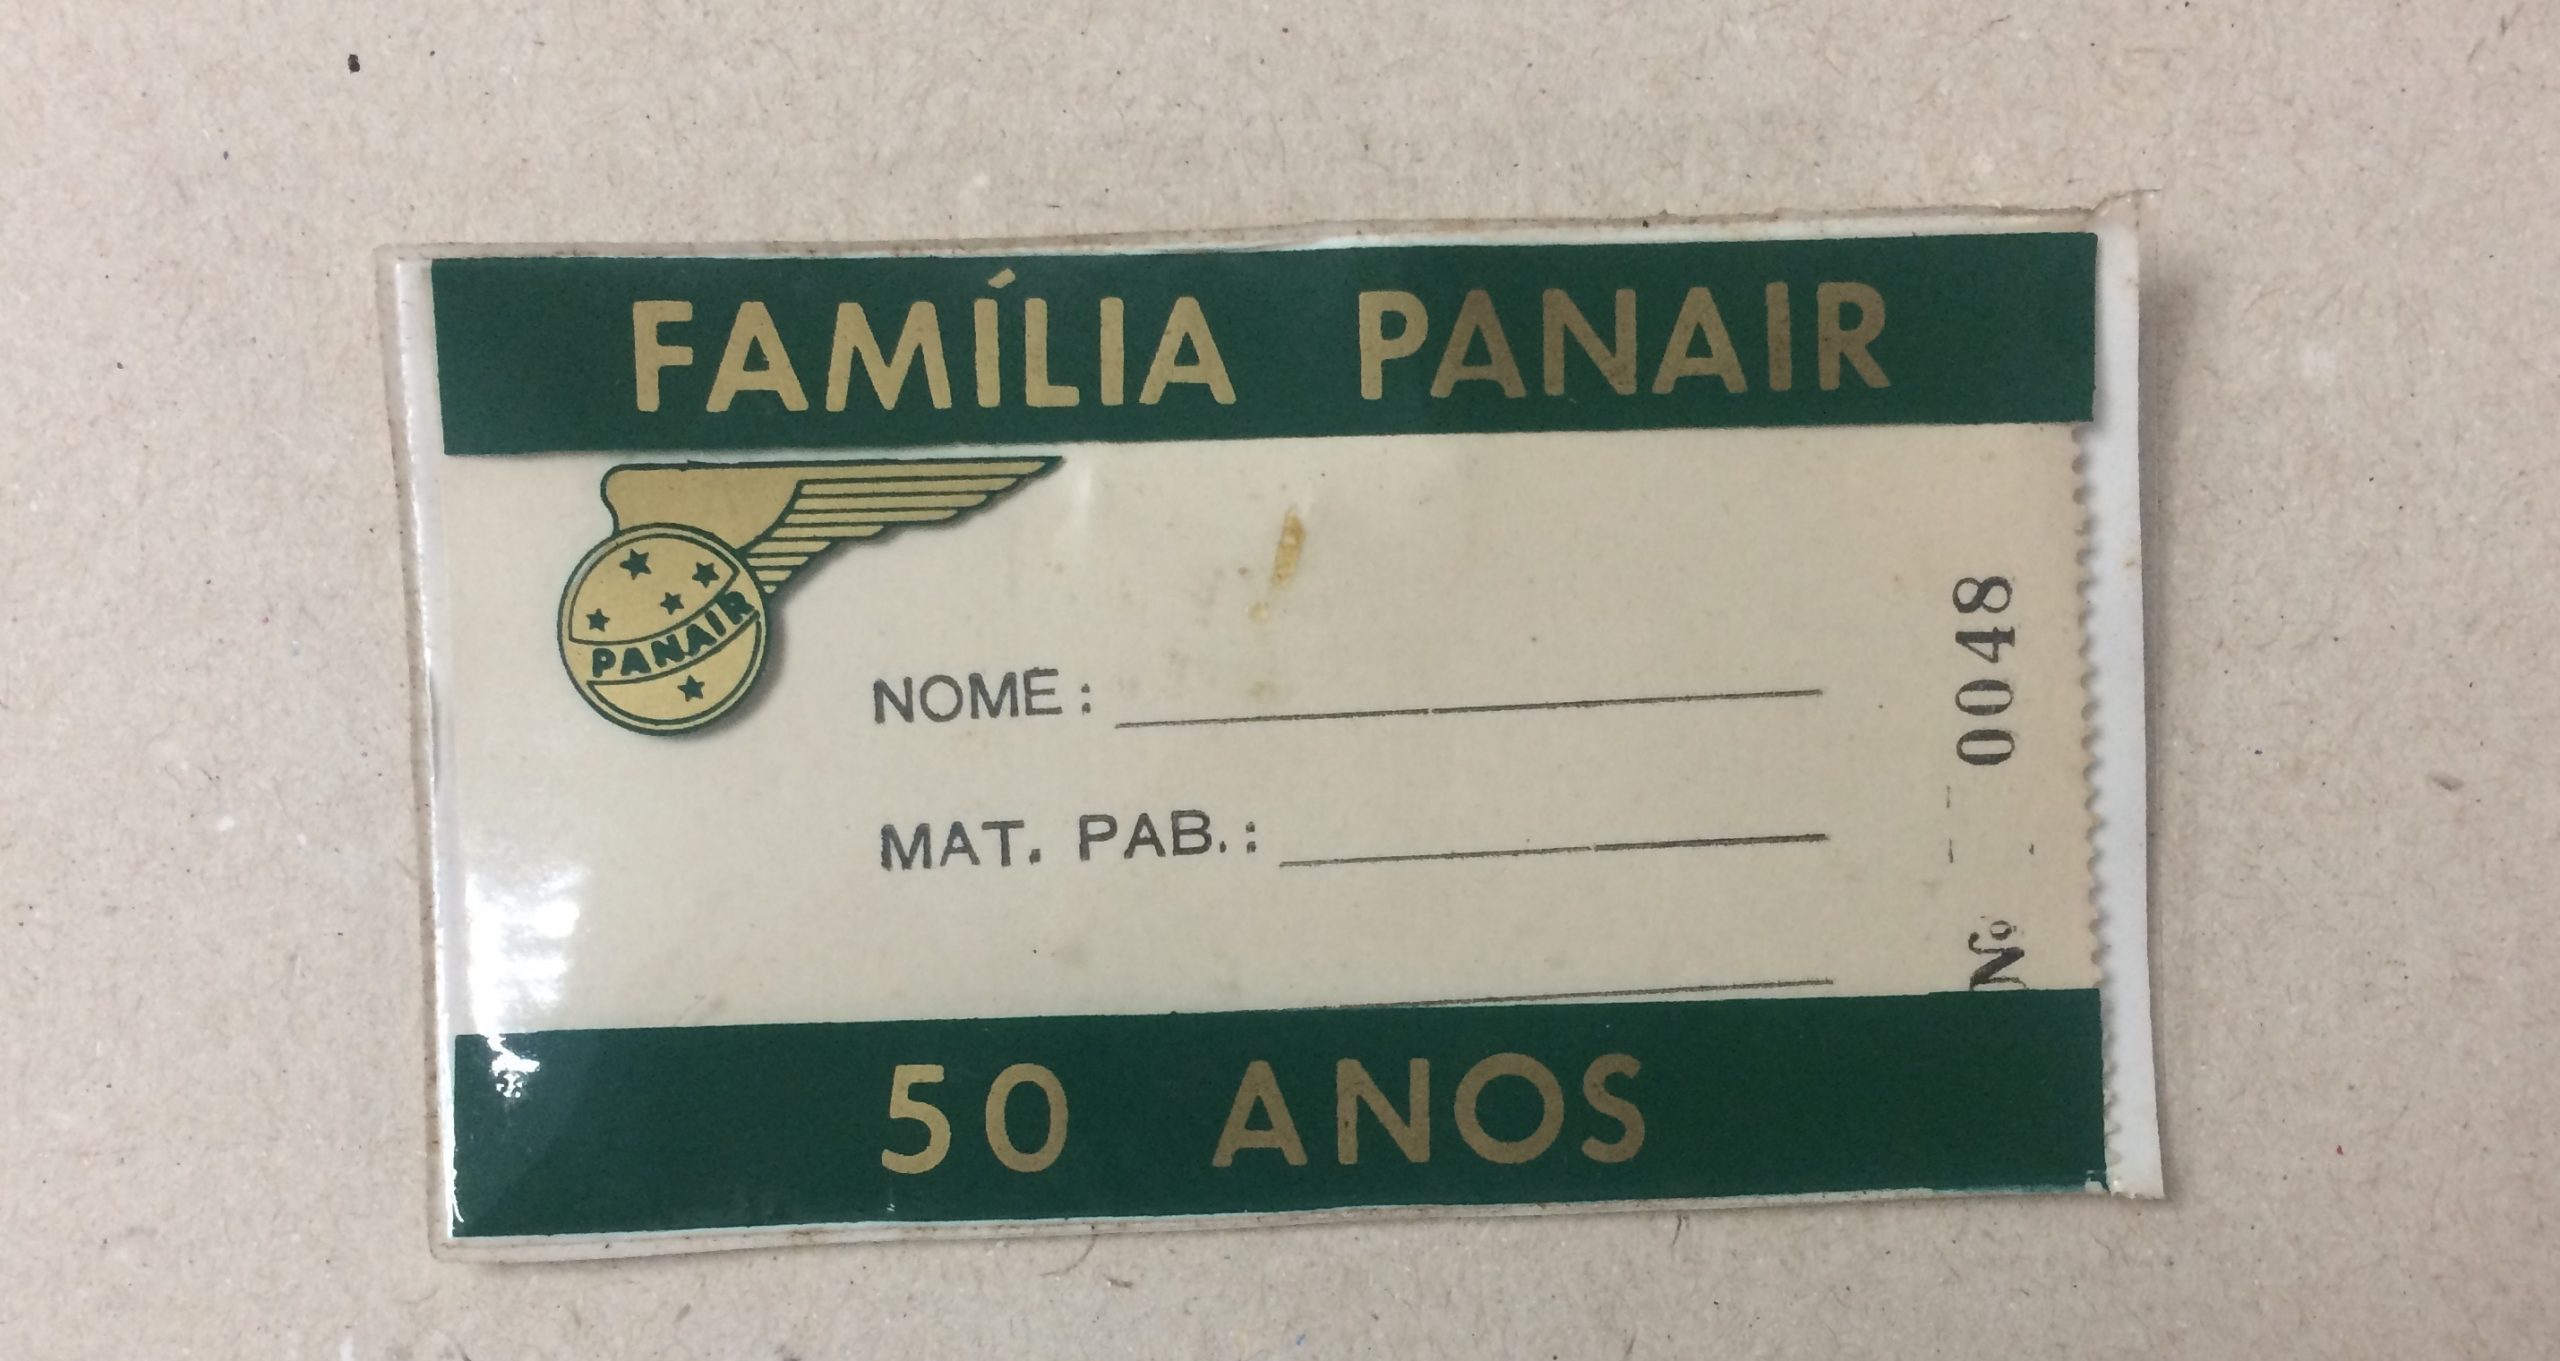 FAMÍLIA PANAIR
PANAIR
NOME:
MAT. PAB.:
Nº 0048
50 ANOS